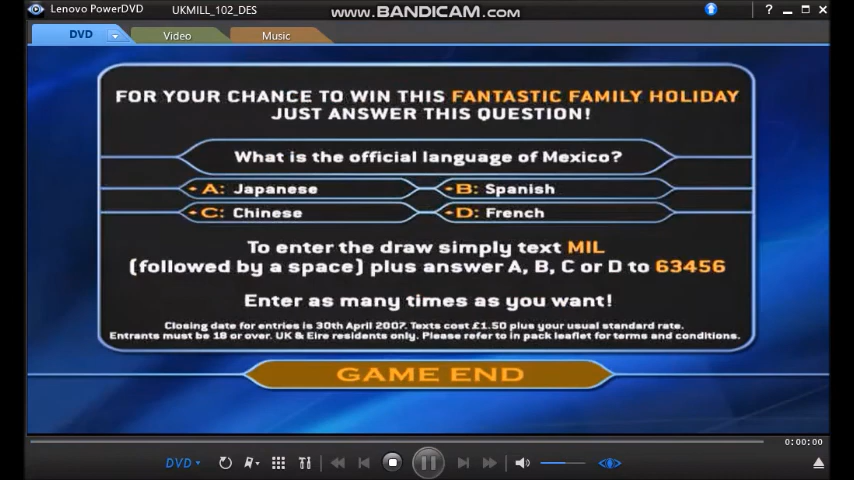 Lenovo PowerDVD
UKMILL_102_DES
www.BANDICAM.com
DVD
Video
Music
FOR YOUR CHANCE TO WIN THIS FANTASTIC FAMILY HOLIDAY
JUST ANSWER THIS QUESTION!
What is the official language of Mexico?
A: Japanese
B: Spanish
C: Chinese
D: French
To enter the draw simply text MIL
(followed by a space) plus answer A, B, C or D to 63456
Enter as many times as you want!
Closing date for entries is 30th April 2007. Texts cost £1.50 plus your usual standard rate.
Entrants must be 18 or over. UK & Eire residents only. Please refer to in pack leaflet for terms and conditions.
GAME END
0:00:00
DVD